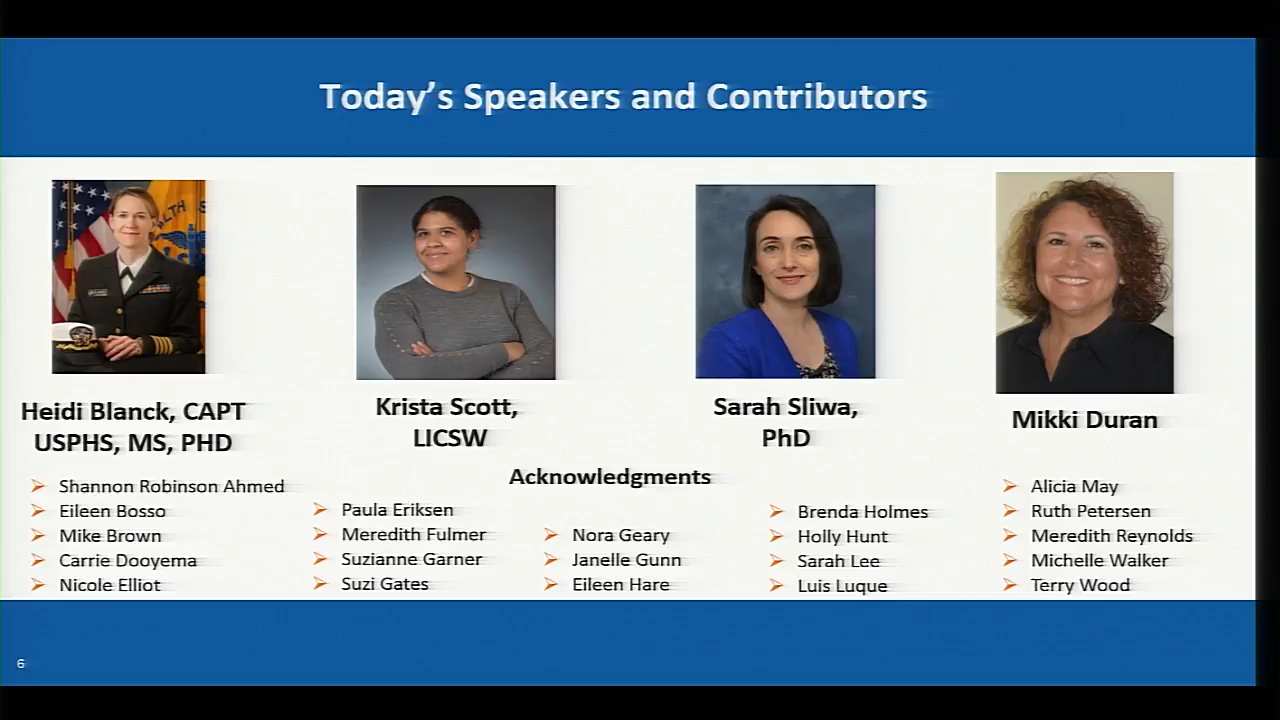 Today's Speakers and Contributors
Heidi Blanck, CAPT
USPHS, MS, PHD
Krista Scott,
LICSW
Sarah Sliwa,
PhD
Mikki Duran
Acknowledgments
Shannon Robinson Ahmed
Eileen Bosso
Mike Brown
Carrie Dooyema
Nicole Elliot
Paula Eriksen
Meredith Fulmer
Suzianne Garner
Suzi Gates
Nora Geary
Janelle Gunn
Eileen Hare
Brenda Holmes
Holly Hunt
Sarah Lee
Luis Luque
Alicia May
Ruth Petersen
Meredith Reynolds
Michelle Walker
Terry Wood
6